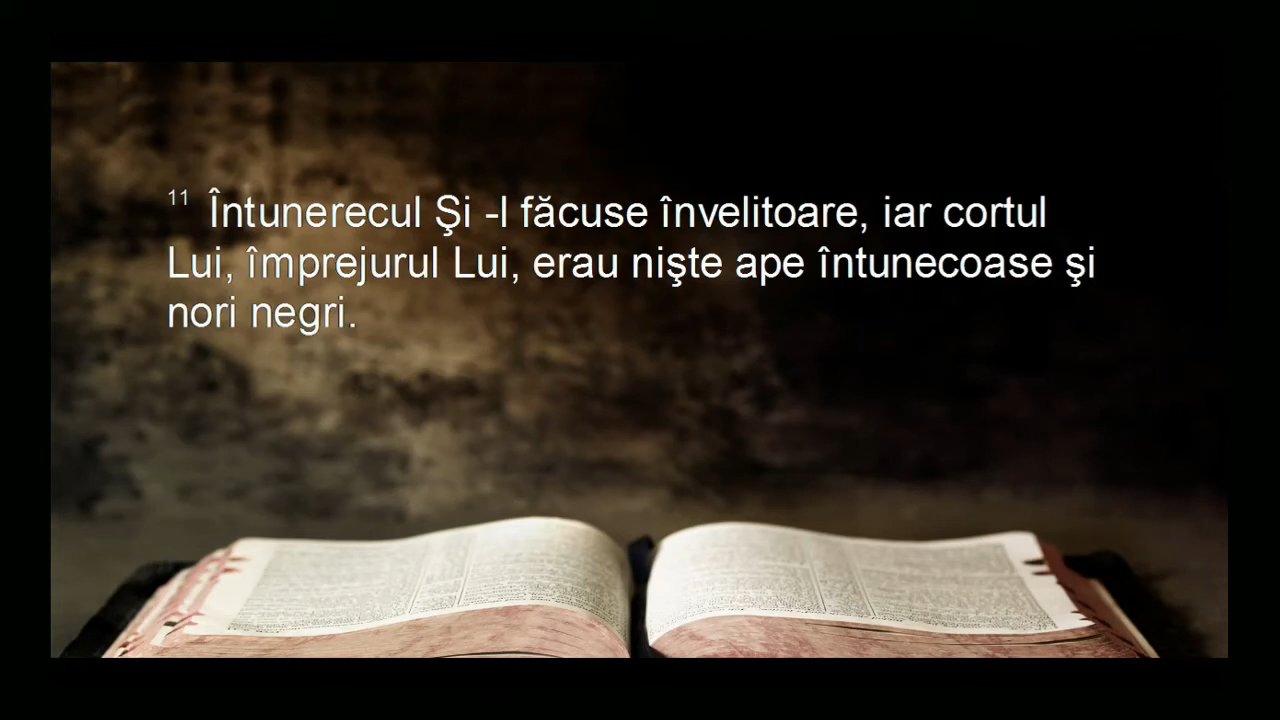 11 Întunerecul Şi -l făcuse învelitoare, iar cortul
Lui, împrejurul Lui, erau nişte ape întunecoase şi
nori negri.